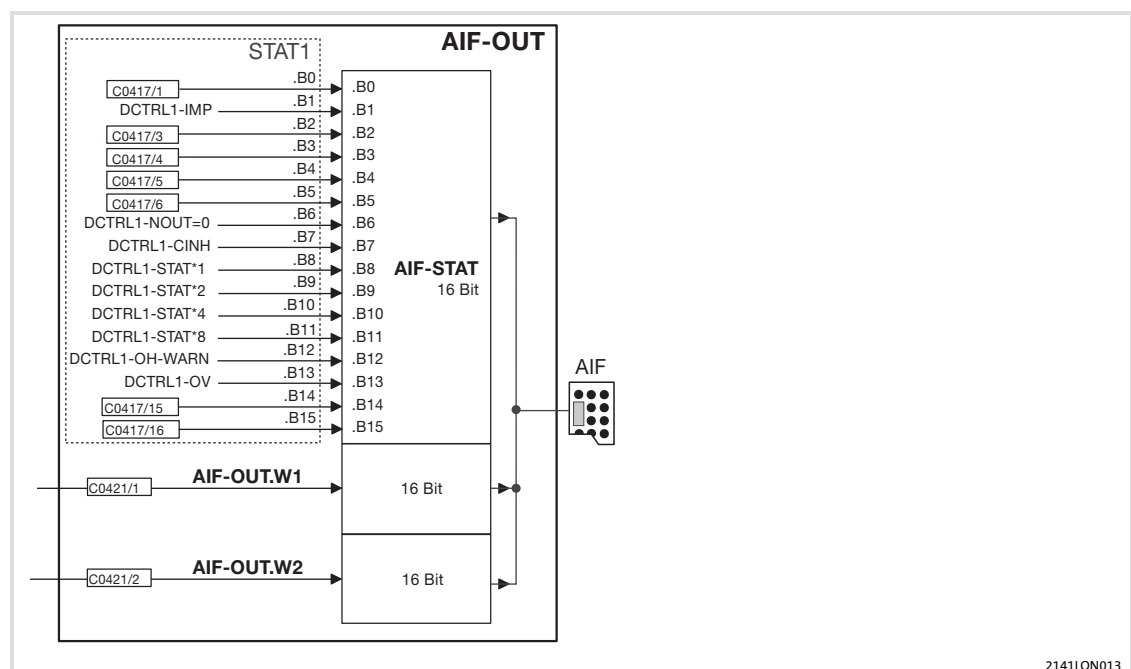 AIF-OUT
STAT1
C0417/1 .B0 .B0
DCTRL1-IMP .B1 .B1
C0417/3 .B2 .B2
C0417/4 .B3 .B3
C0417/5 .B4 .B4
C0417/6 .B5 .B5
DCTRL1-NOUT=0 .B6 .B6
DCTRL1-CINH .B7 .B7
DCTRL1-STAT*1 .B8 .B8 AIF-STAT
DCTRL1-STAT*2 .B9 .B9 16 Bit
DCTRL1-STAT*4 .B10 .B10
DCTRL1-STAT*8 .B11 .B11
DCTRL1-OH-WARN .B12 .B12
DCTRL1-OV .B13 .B13
C0417/15 .B14 .B14
C0417/16 .B15 .B15
AIF
C0421/1 AIF-OUT.W1 16 Bit
C0421/2 AIF-OUT.W2 16 Bit
2141LON013